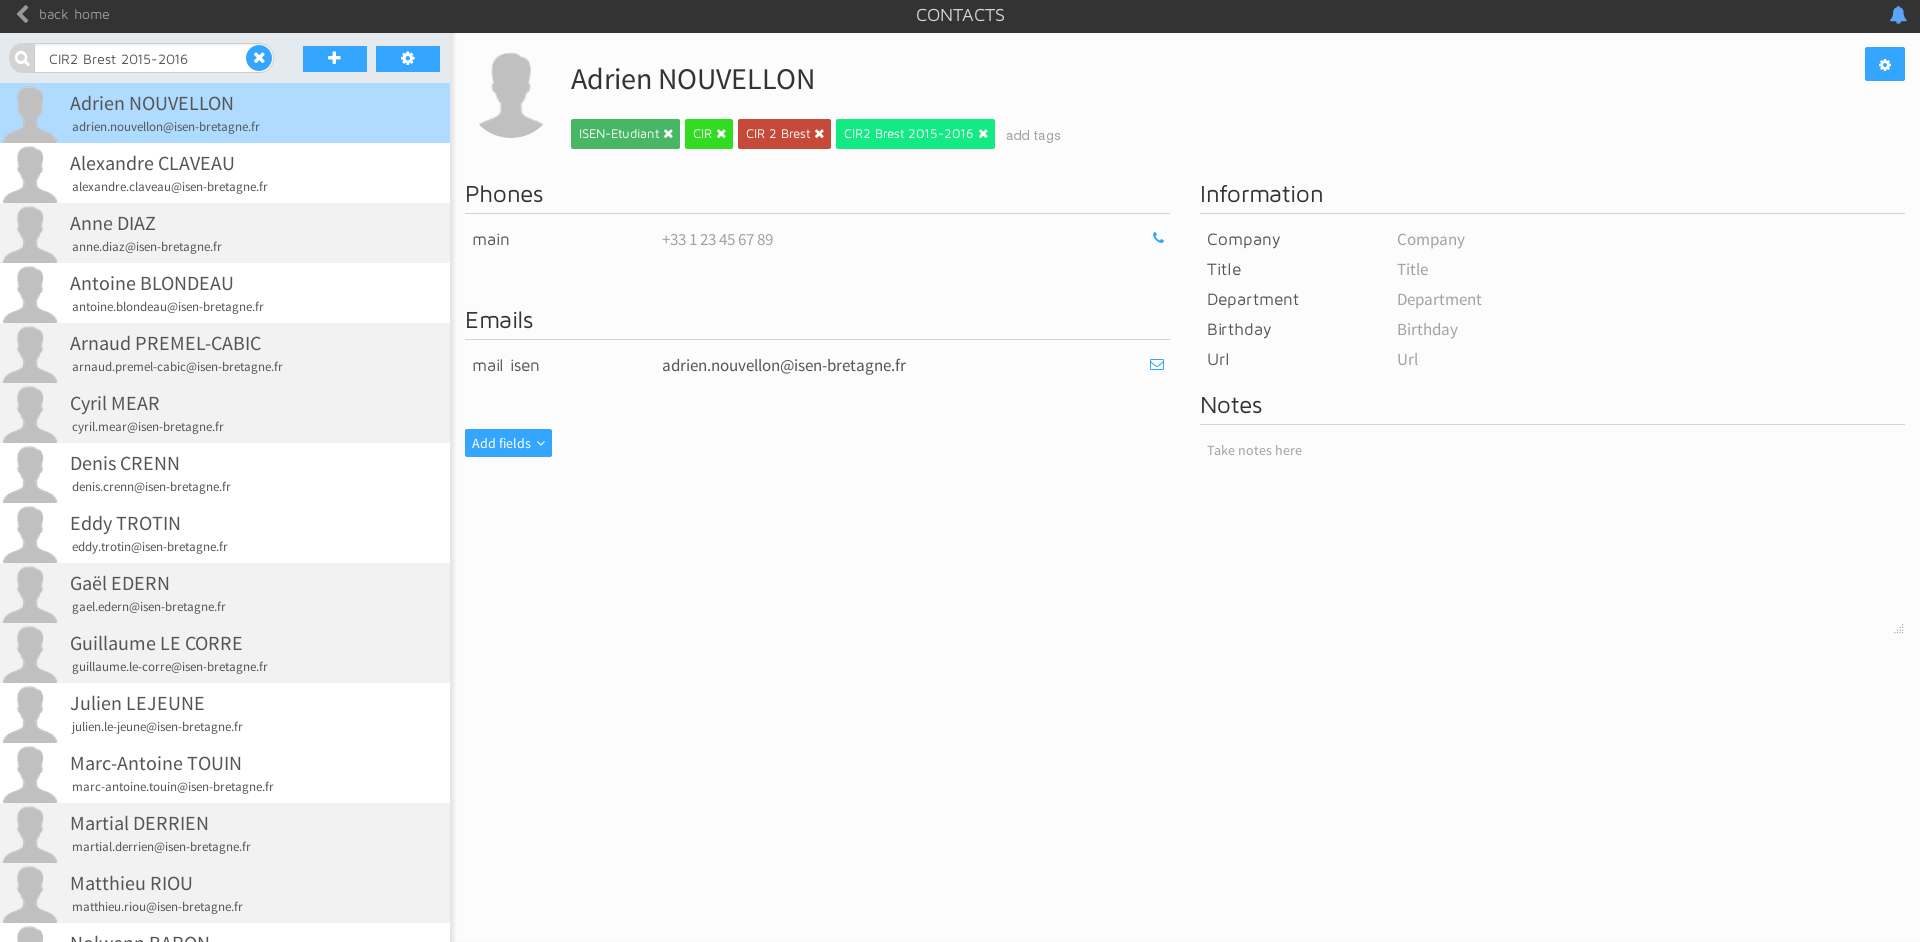 back home
CONTACTS
CIR2 Brest 2015-2016
Adrien NOUVELLON
adrien.nouvellon@isen-bretagne.fr
Alexandre CLAVEAU
alexandre.claveau@isen-bretagne.fr
Anne DIAZ
anne.diaz@isen-bretagne.fr
Antoine BLONDEAU
antoine.blondeau@isen-bretagne.fr
Arnaud PREMEL-CABIC
arnaud.premel-cabic@isen-bretagne.fr
Cyril MEAR
cyril.mear@isen-bretagne.fr
Denis CRENN
denis.crenn@isen-bretagne.fr
Eddy TROTIN
eddy.trotin@isen-bretagne.fr
Gaël EDERN
gael.edern@isen-bretagne.fr
Guillaume LE CORRE
guillaume.le-corre@isen-bretagne.fr
Julien LEJEUNE
julien.le-jeune@isen-bretagne.fr
Marc-Antoine TOUIN
marc-antoine.touin@isen-bretagne.fr
Martial DERRIEN
martial.derrien@isen-bretagne.fr
Matthieu RIOU
matthieu.riou@isen-bretagne.fr
Nolwenn BARON
Adrien NOUVELLON
ISEN-Etudiant CIR CIR 2 Brest CIR2 Brest 2015-2016 add tags
Phones
main +33 1 23 45 67 89
Emails
mail isen adrien.nouvellon@isen-bretagne.fr
Add fields
Information
Company Company
Title Title
Department Department
Birthday Birthday
Url Url
Notes
Take notes here